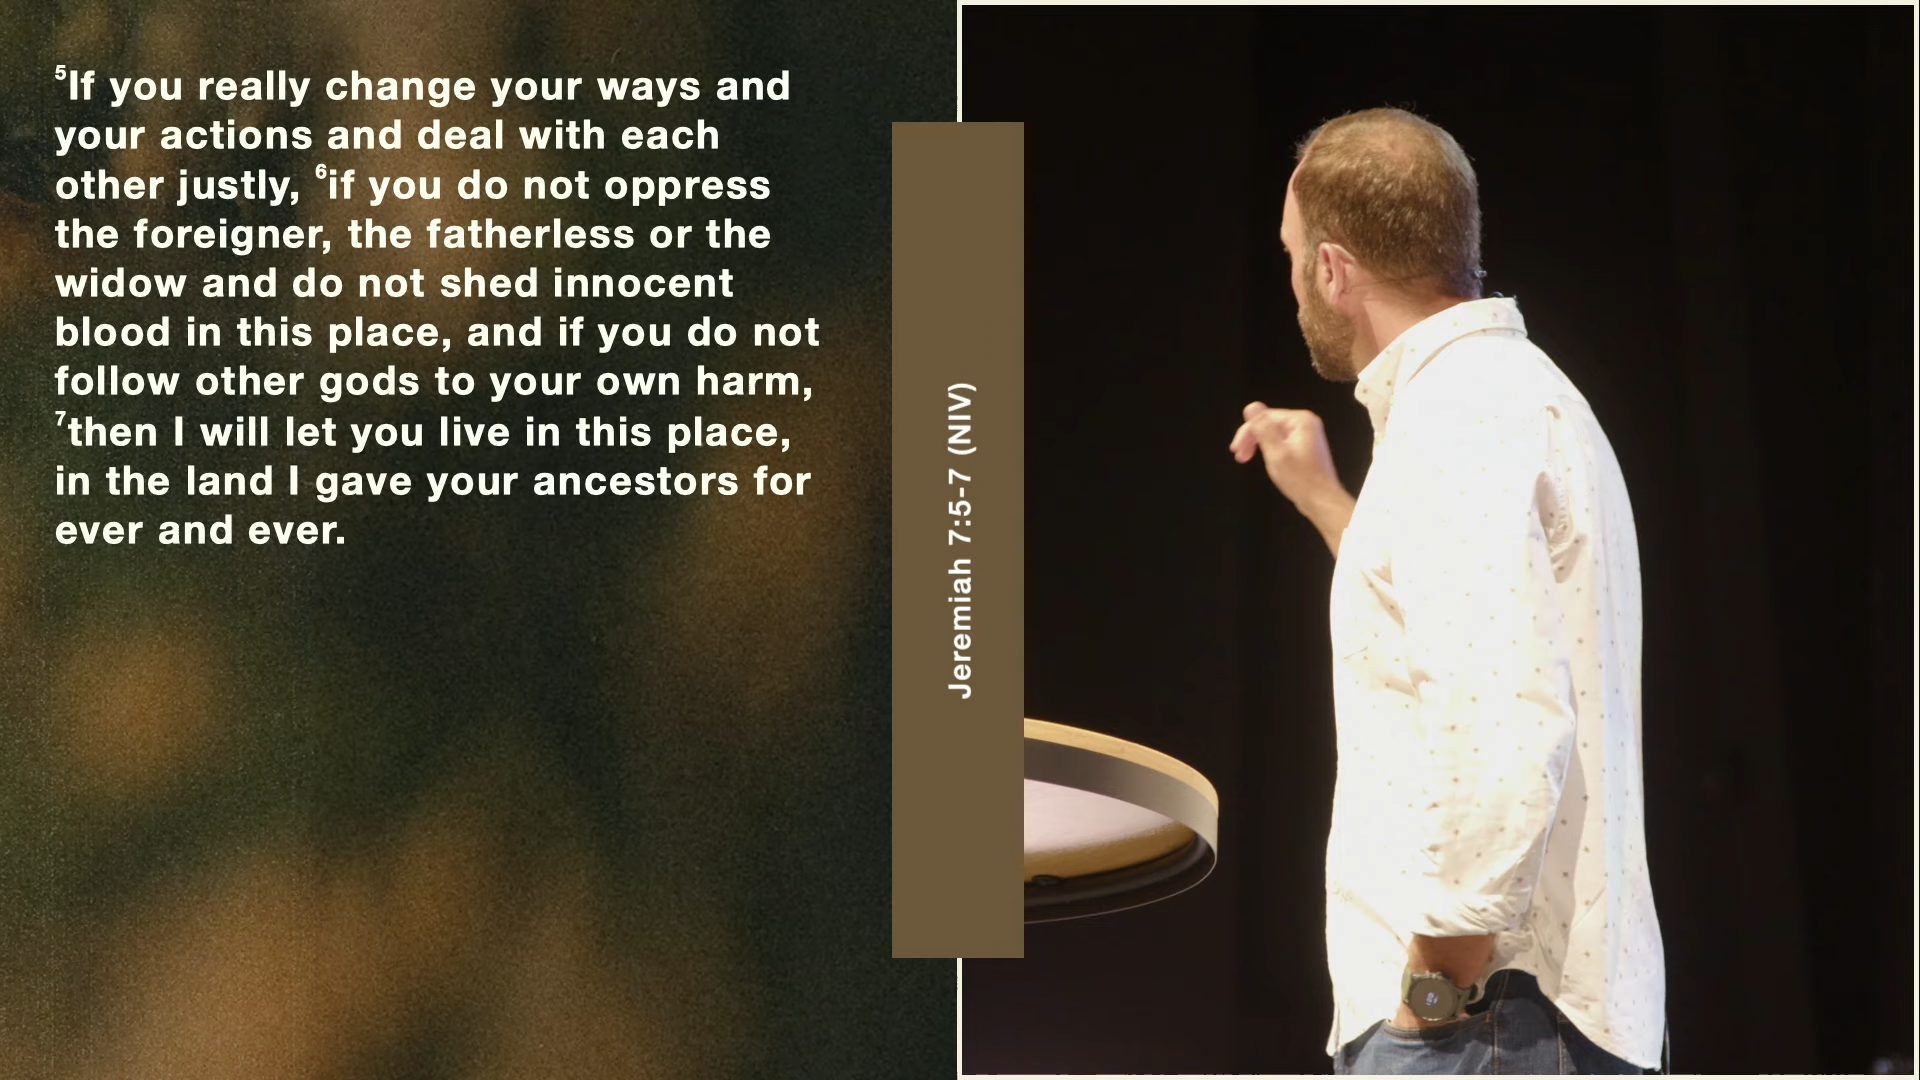 ⁵If you really change your ways and
your actions and deal with each
other justly, ⁶if you do not oppress
the foreigner, the fatherless or the
widow and do not shed innocent
blood in this place, and if you do not
follow other gods to your own harm,
⁷then I will let you live in this place,
in the land I gave your ancestors for
ever and ever.
Jeremiah 7:5-7 (NIV)